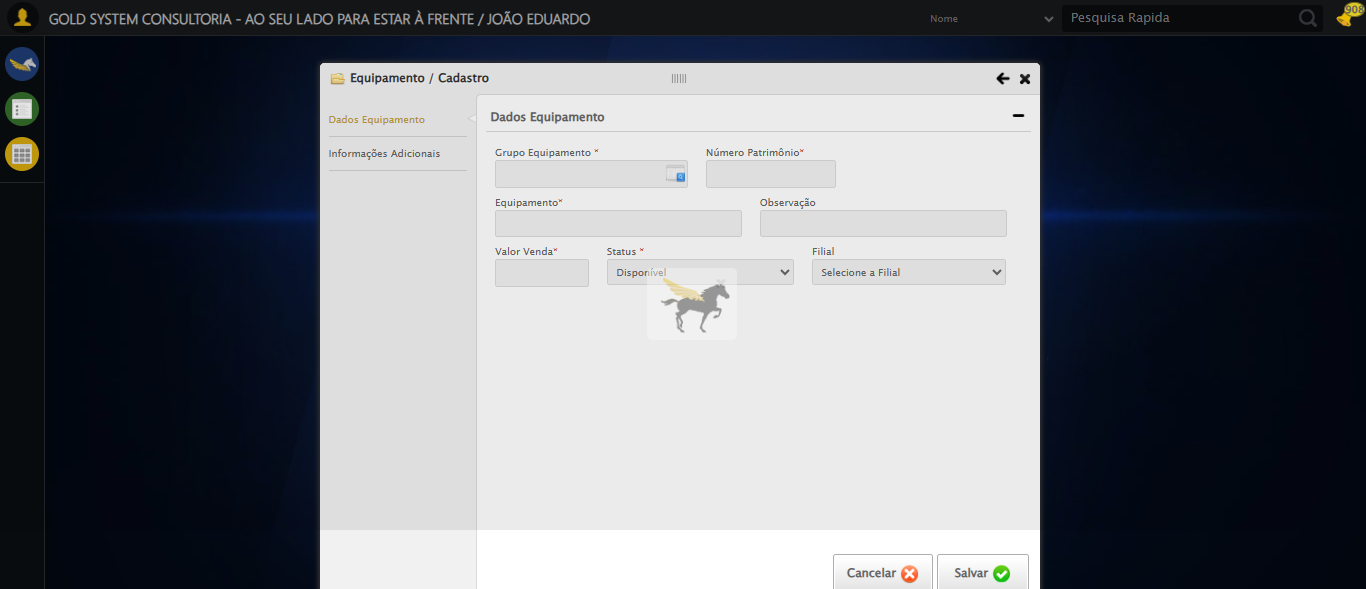 GOLD SYSTEM CONSULTORIA - AO SEU LADO PARA ESTAR À FRENTE / JOÃO EDUARDO
Nome
Pesquisa Rapida
908
Equipamento / Cadastro
Dados Equipamento
Informações Adicionais
Dados Equipamento
Grupo Equipamento * Número Patrimônio*
Equipamento* Observação
Valor Venda* Status * Filial
Disponível Selecione a Filial
Cancelar Salvar